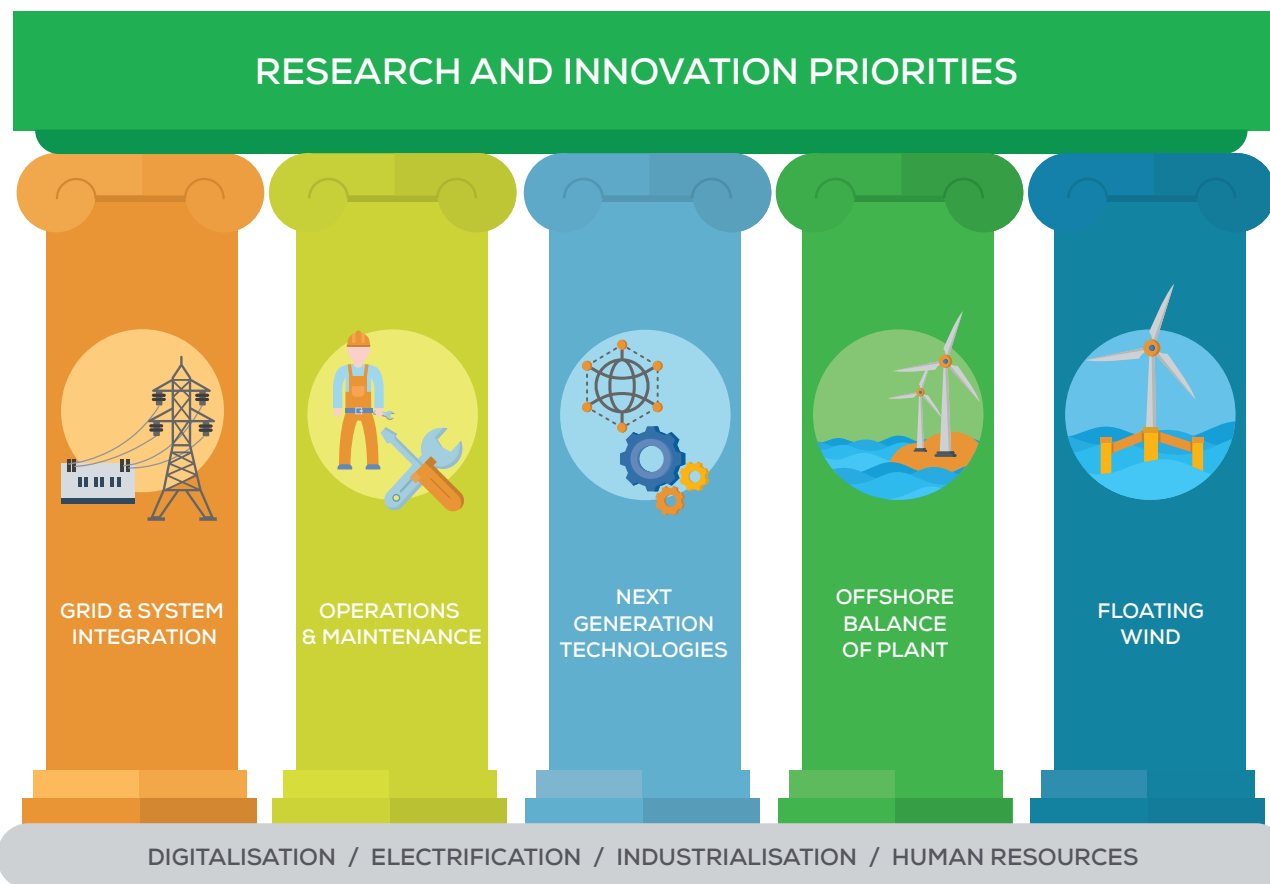 RESEARCH AND INNOVATION PRIORITIES
GRID & SYSTEM
INTEGRATION
OPERATIONS
& MAINTENANCE
NEXT
GENERATION
TECHNOLOGIES
OFFSHORE
BALANCE
OF PLANT
FLOATING
WIND
DIGITALISATION / ELECTRIFICATION / INDUSTRIALISATION / HUMAN RESOURCES